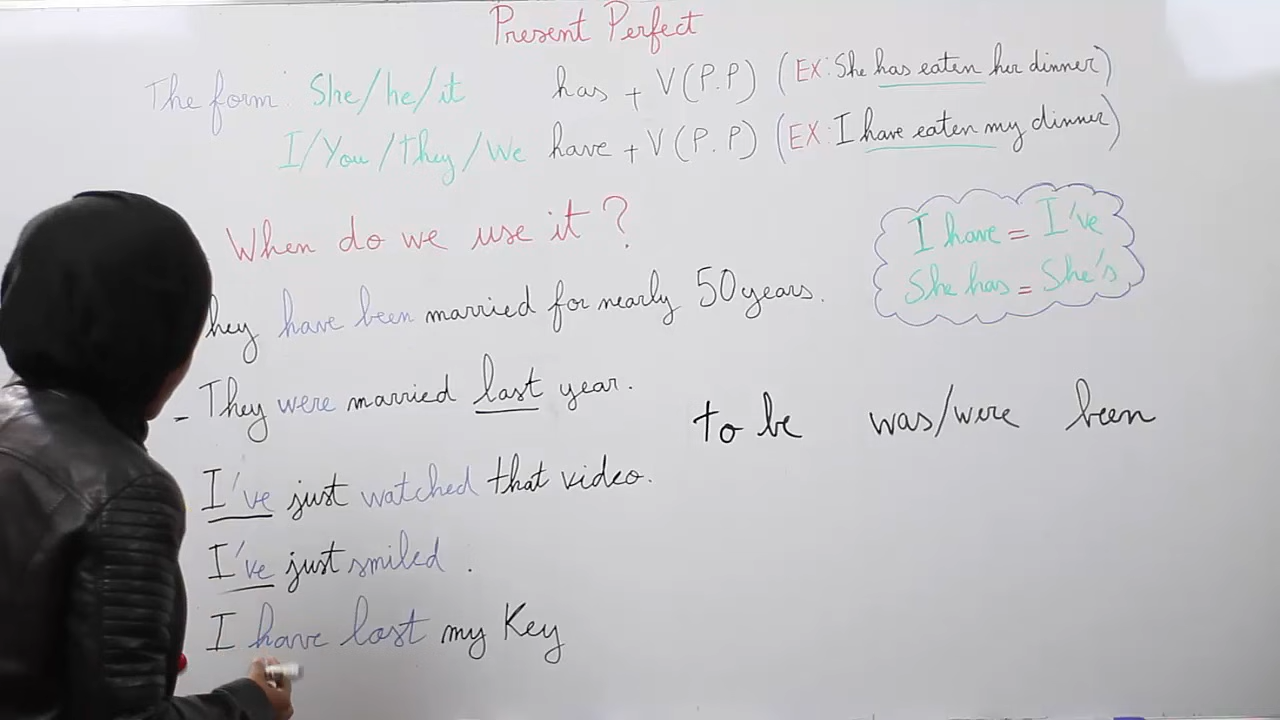 Present Perfect
The form: She/he/it has + V(P.P) (EX: She has eaten her dinner)
I/You/They/We have + V(P.P) (EX: I have eaten my dinner)
When do we use it?
hey have been married for nearly 50 years.
I have = I've
She has = She's
- They were married last year.
to be was/were been
I've just watched that video.
I've just smiled.
I have lost my Key